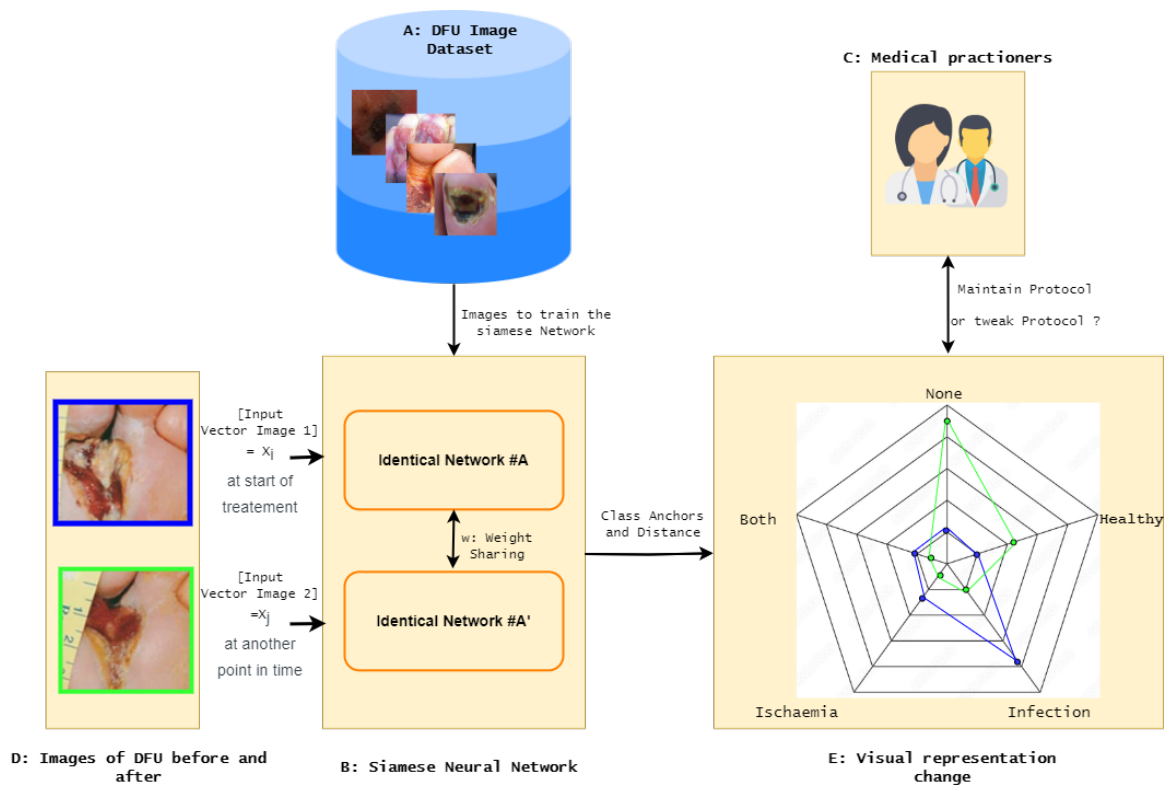 A: DFU Image
Dataset
C: Medical practioners
Images to train the
siamese Network
Maintain Protocol
or tweak Protocol ?
[Input
Vector Image 1]
= Xi
at start of
treatement
Identical Network #A
w: Weight
Sharing
[Input
Vector Image 2]
=Xj
at another
point in time
Identical Network #A'
Class Anchors
and Distance
None
Both
Healthy
Ischaemia
Infection
D: Images of DFU before and
after
B: Siamese Neural Network
E: Visual representation
change